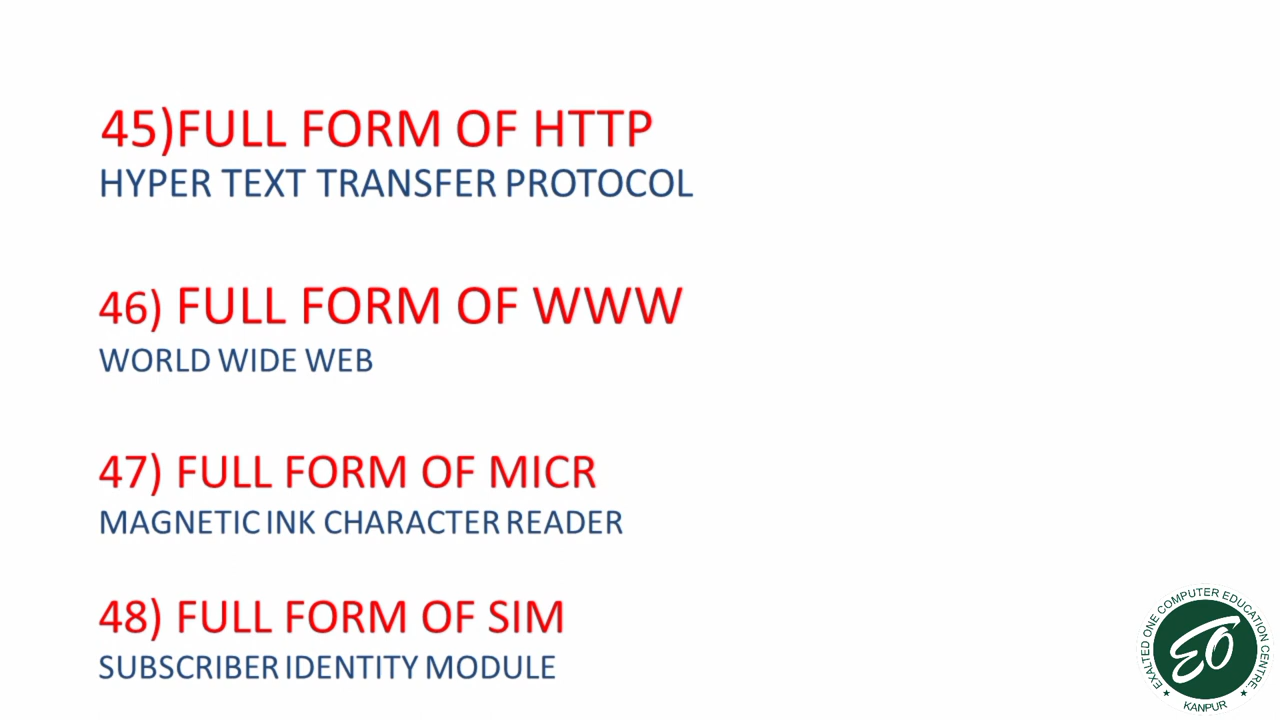 45)FULL FORM OF HTTP
HYPER TEXT TRANSFER PROTOCOL
46) FULL FORM OF WWW
WORLD WIDE WEB
47) FULL FORM OF MICR
MAGNETIC INK CHARACTER READER
48) FULL FORM OF SIM
SUBSCRIBER IDENTITY MODULE
EXALTED ONE COMPUTER EDUCATION CENTRE.
EO
KANPUR